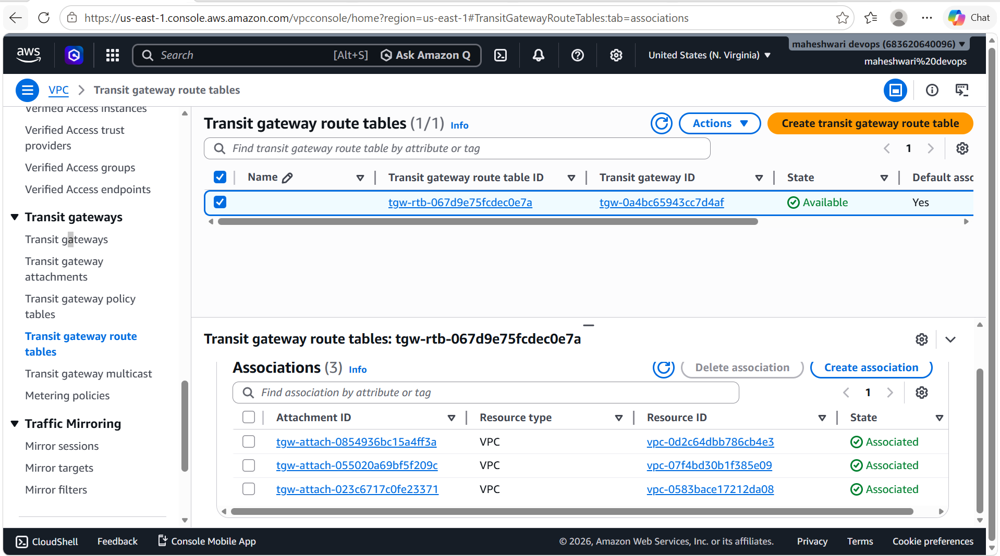 https://us-east-1.console.aws.amazon.com/vpcconsole/home?region=us-east-1#TransitGatewayRouteTables:tab=associations
Chat
aws
Search
[Alt+S]
Ask Amazon Q
United States (N. Virginia)
maheshwari devops (683620640096)
maheshwari%20devops
VPC
Transit gateway route tables
Verified Access instances
Verified Access trust
providers
Verified Access groups
Verified Access endpoints
Transit gateways
Transit gateways
Transit gateway
attachments
Transit gateway policy
tables
Transit gateway route
tables
Transit gateway multicast
Metering policies
Traffic Mirroring
Mirror sessions
Mirror targets
Mirror filters
Transit gateway route tables (1/1) Info
Actions
Create transit gateway route table
Find transit gateway route table by attribute or tag
1
Name
Transit gateway route table ID
Transit gateway ID
State
Default asso
tgw-rtb-067d9e75fcdec0e7a
tgw-0a4bc65943cc7d4af
Available
Yes
Transit gateway route tables: tgw-rtb-067d9e75fcdec0e7a
Associations (3) Info
Delete association
Create association
Find association by attribute or tag
1
Attachment ID
Resource type
Resource ID
State
tgw-attach-0854936bc15a4ff3a
VPC
vpc-0d2c64dbb786cb4e3
Associated
tgw-attach-055020a69bf5f209c
VPC
vpc-07f4bd30b1f385e09
Associated
tgw-attach-023c6717c0fe23371
VPC
vpc-0583bace17212da08
Associated
CloudShell
Feedback
Console Mobile App
© 2026, Amazon Web Services, Inc. or its affiliates.
Privacy
Terms
Cookie preferences